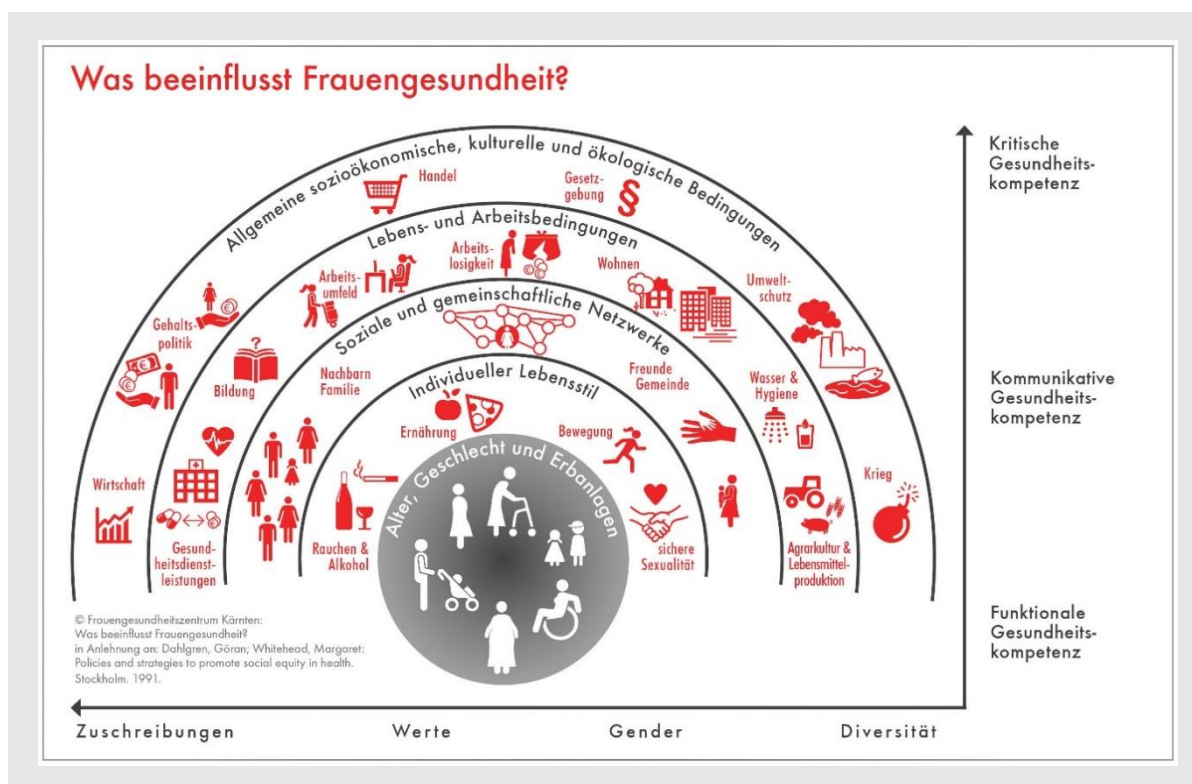 Was beeinflusst Frauengesundheit?
Allgemeine sozioökonomische, kulturelle und ökologische Bedingungen
Handel
Gesetz-
gebung
§
Lebens- und Arbeitsbedingungen
Arbeits-
losigkeit
Wohnen
Arbeits-
umfeld
Umwelt-
schutz
Gehalts-
politik
€
€
€
?
Bildung
Soziale und gemeinschaftliche Netzwerke
Nachbarn
Familie
Freunde
Gemeinde
Wasser &
Hygiene
Individueller Lebensstil
Ernährung
Bewegung
Wirtschaft
Krieg
Gesund-
heitsdienst-
leistungen
Rauchen &
Alkohol
Alter, Geschlecht und Erbanlagen
sichere
Sexualität
Agrarkultur &
Lebensmittel-
produktion
Kritische
Gesundheits-
kompetenz
Kommunikative
Gesundheits-
kompetenz
Funktionale
Gesundheits-
kompetenz
© Frauengesundheitszentrum Kärnten:
Was beeinflusst Frauengesundheit?
in Anlehnung an: Dahlgren, Göran; Whitehead, Margaret:
Policies and strategies to promote social equity in health.
Stockholm. 1991.
Zuschreibungen
Werte
Gender
Diversität